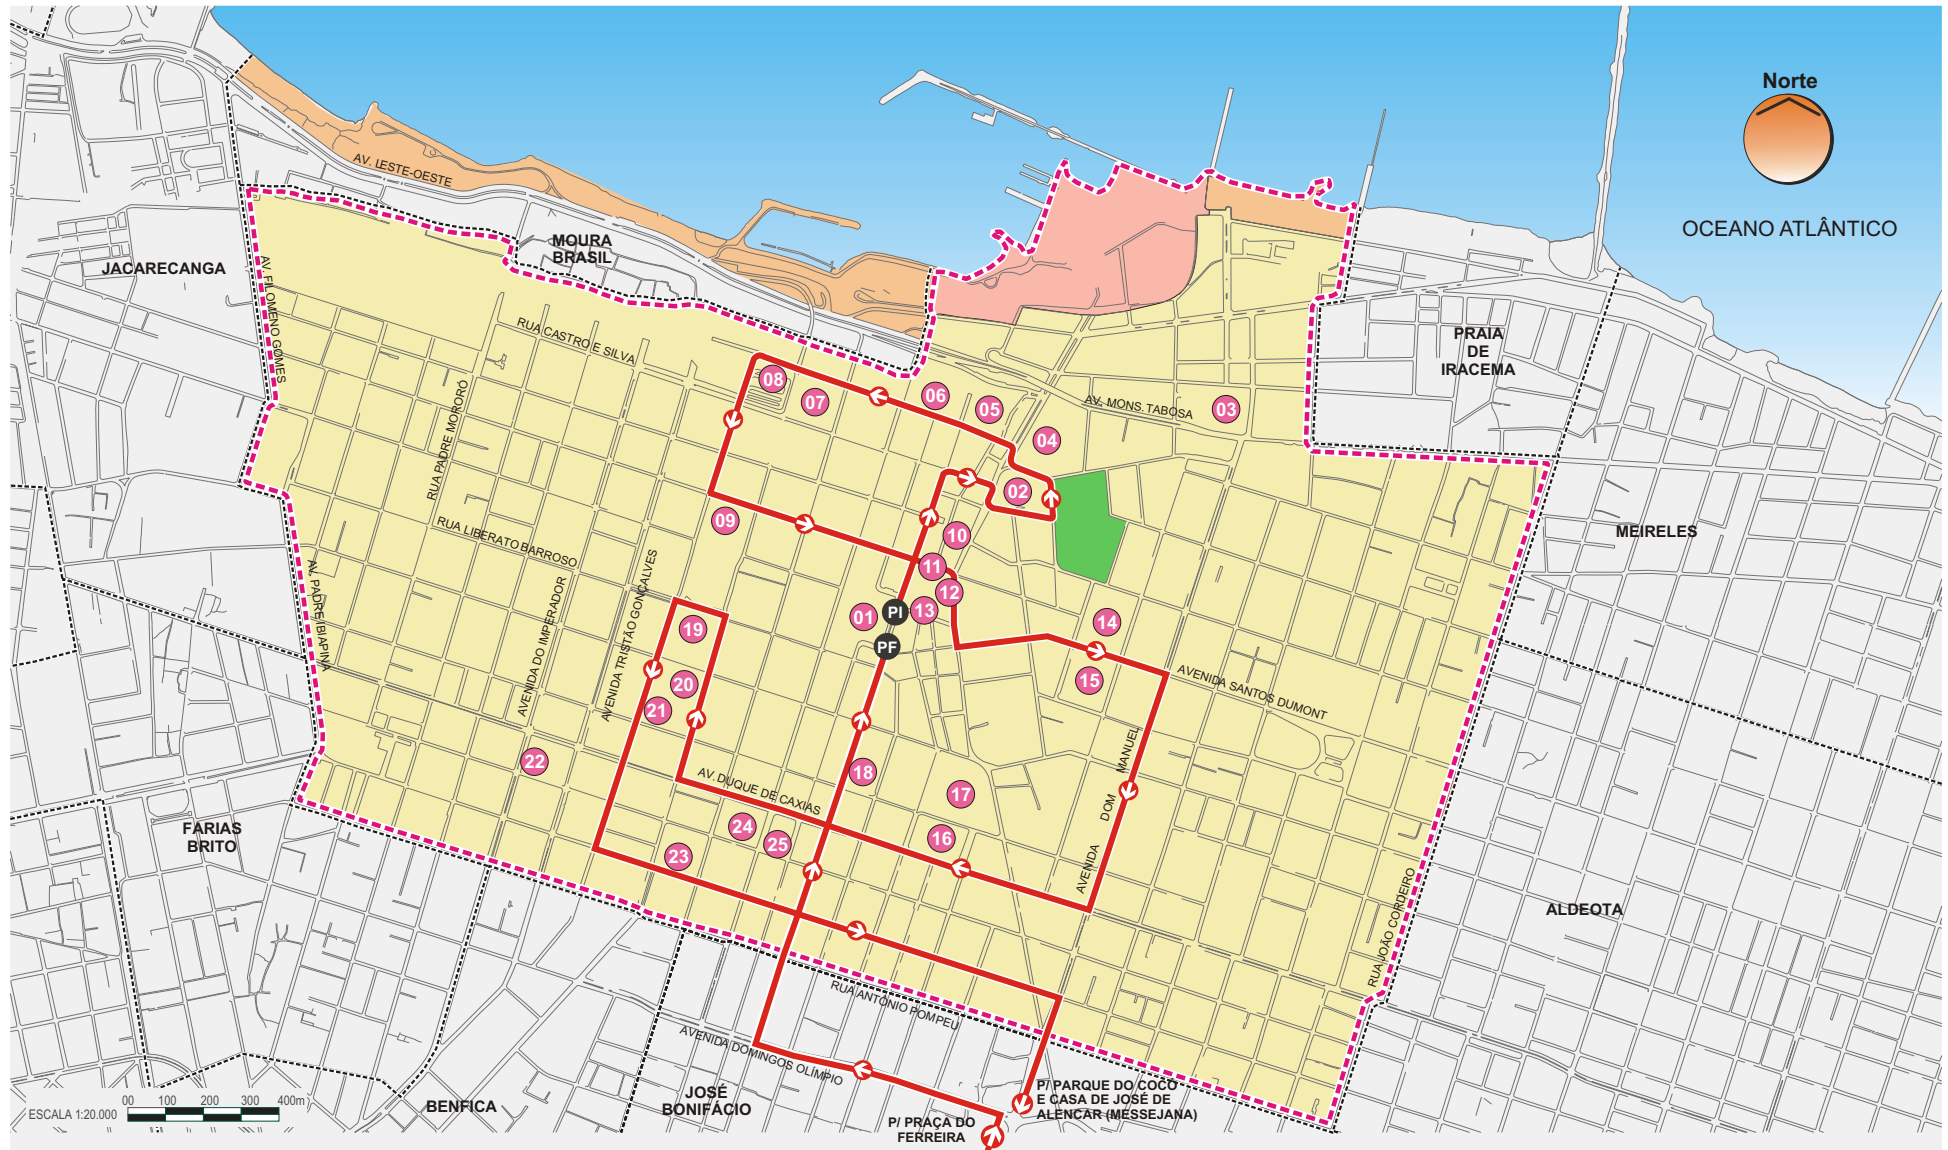 Norte
OCEANO ATLÂNTICO
AV. LESTE-OESTE
MOURA
BRASIL
JACARECANGA
AV. FILOMENO GOMES
RUA CASTRO E SILVA
PRAIA
DE
IRACEMA
08
07
06
05
04
03
AV. MONS. TABOSA
RUA PADRE MORORÓ
02
RUA LIBERATO BARROSO
09
10
MEIRELES
11
12
01
PI
13
PF
14
15
AV. PADRE IBIAPINA
AVENIDA DO IMPERADOR
AVENIDA TRISTÃO GONÇALVES
19
20
21
AVENIDA SANTOS DUMONT
22
18
17
16
AV. DUQUE DE CAXIAS
AVENIDA DOM MANUEL
24
25
23
FARIAS
BRITO
ALDEOTA
RUA JOÃO CORDEIRO
RUA ANTÔNIO POMPEU
AVENIDA DOMINGOS OLÍMPIO
JOSÉ
BONIFÁCIO
BENFICA
P/ PARQUE DO COCÓ
E CASA DE JOSÉ DE
ALENCAR (MESSEJANA)
P/ PRAÇA DO
FERREIRA
ESCALA 1:20.000
00 100 200 300 400m